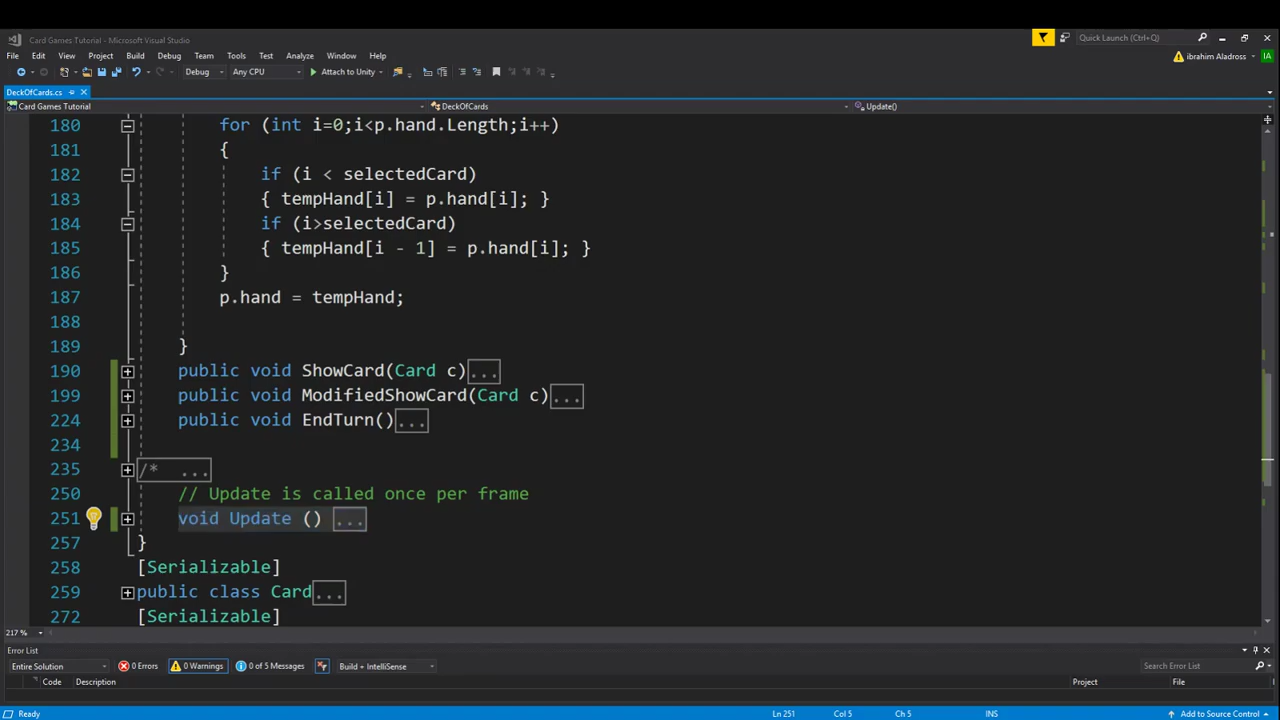 Card Games Tutorial - Microsoft Visual Studio
Quick Launch (Ctrl+Q)
File Edit View Project Build Debug Team Tools Test Analyze Window Help
ibrahim Aladross IA
Debug Any CPU Attach to Unity
DeckOfCards.cs
Card Games Tutorial DeckOfCards Update()
180 for (int i=0;i<p.hand.Length;i++)
181 {
182 if (i < selectedCard)
183 { tempHand[i] = p.hand[i]; }
184 if (i>selectedCard)
185 { tempHand[i - 1] = p.hand[i]; }
186 }
187 p.hand = tempHand;
188
189 }
190 public void ShowCard(Card c)...
199 public void ModifiedShowCard(Card c)...
224 public void EndTurn()...
234
235 /* ...
250 // Update is called once per frame
251 void Update () ...
257 }
258 [Serializable]
259 public class Card...
272 [Serializable]
217 %
Error List
Entire Solution 0 Errors 0 Warnings 0 of 5 Messages Build + IntelliSense Search Error List
Code Description Project File
Ready Ln 251 Col 5 Ch 5 INS Add to Source Control